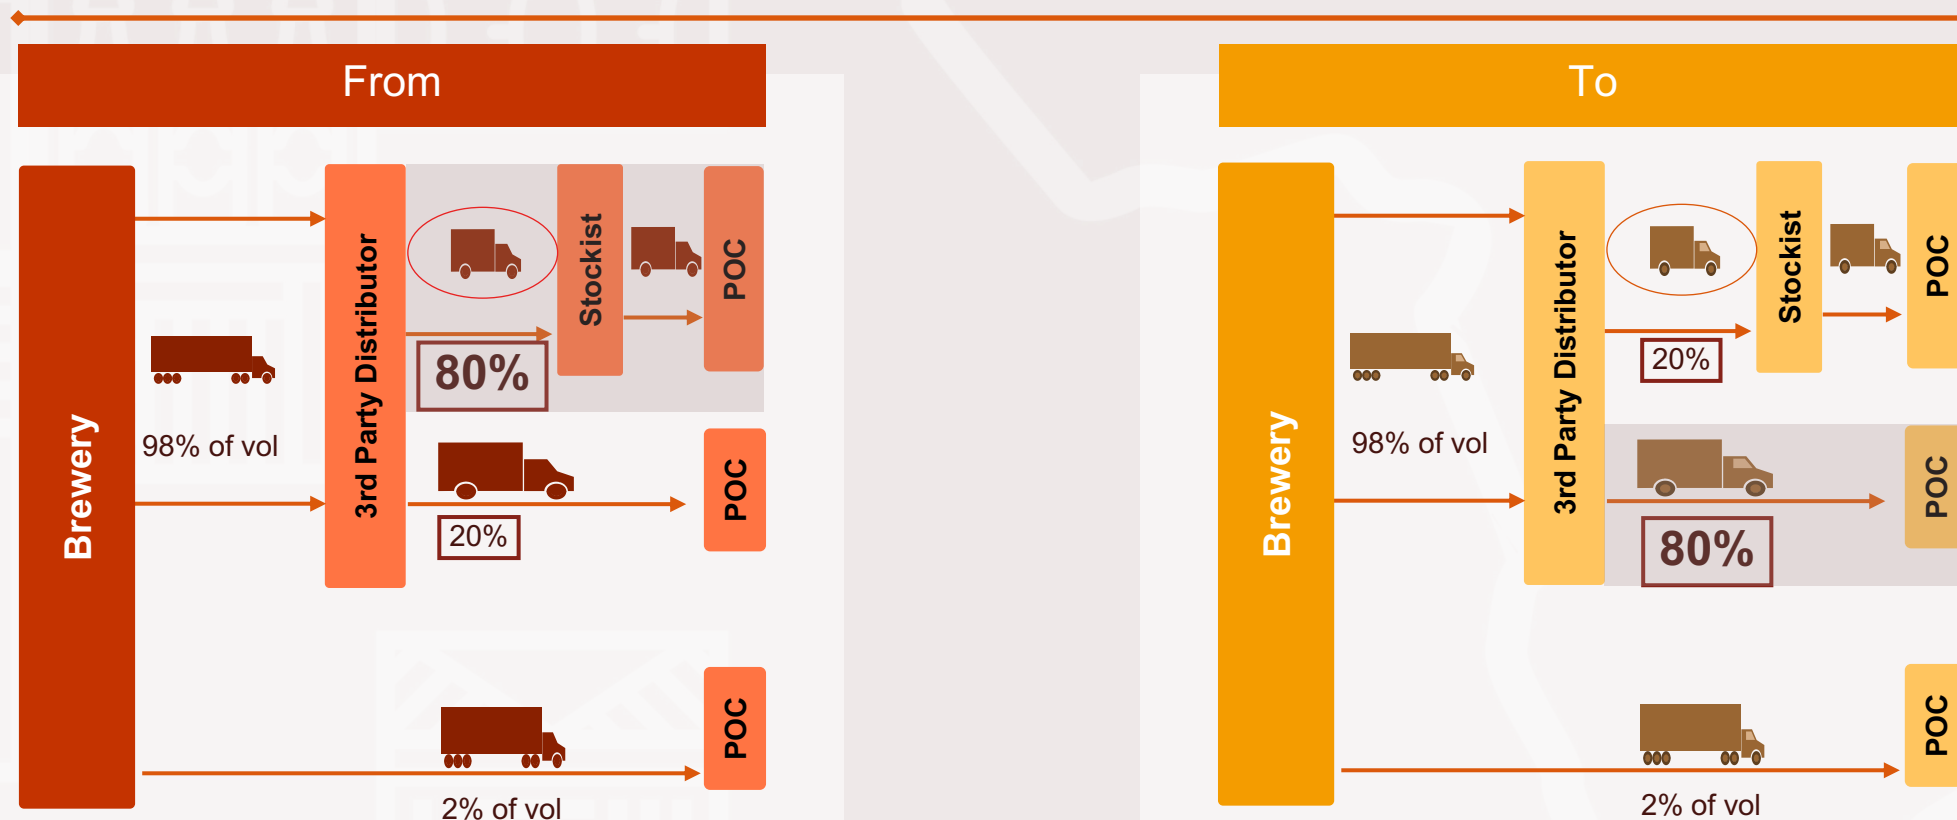 From
Brewery
98% of vol
3rd Party Distributor
80%
Stockist
POC
20%
POC
POC
2% of vol
To
Brewery
98% of vol
3rd Party Distributor
20%
Stockist
POC
80%
POC
POC
2% of vol